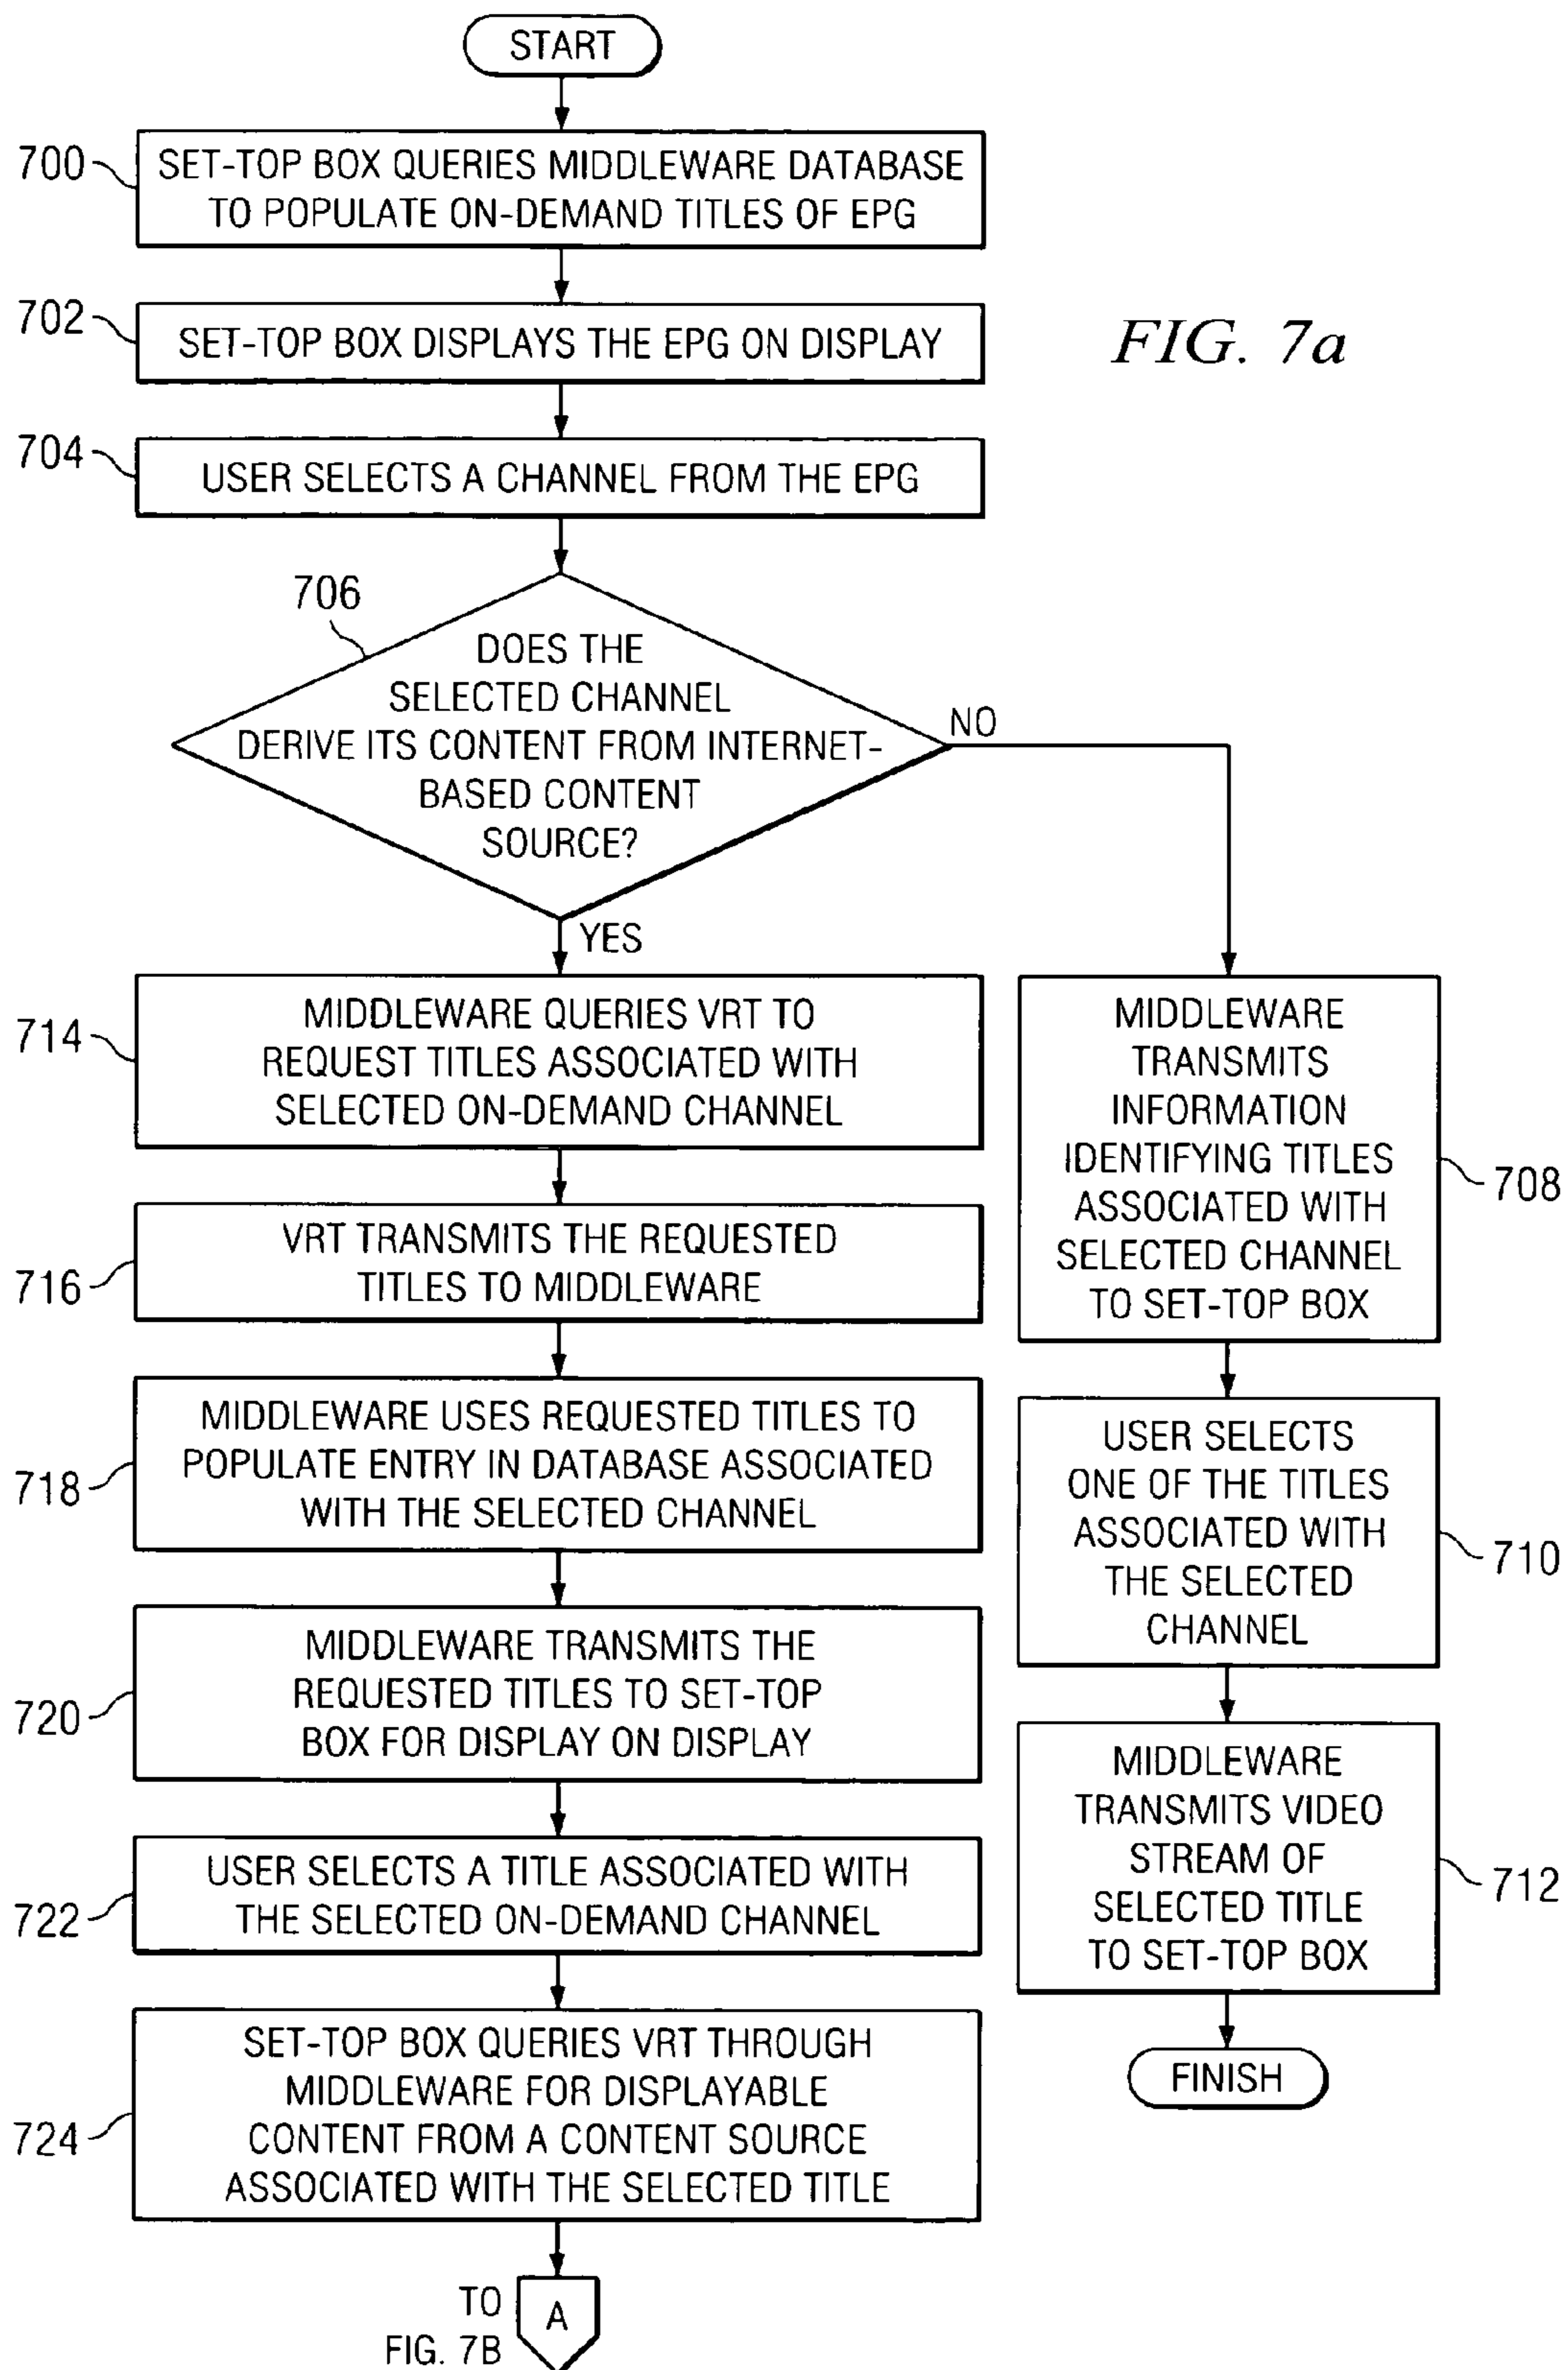 START
700
SET-TOP BOX QUERIES MIDDLEWARE DATABASE
TO POPULATE ON-DEMAND TITLES OF EPG
702
SET-TOP BOX DISPLAYS THE EPG ON DISPLAY
FIG. 7a
704
USER SELECTS A CHANNEL FROM THE EPG
706
DOES THE
SELECTED CHANNEL
DERIVE ITS CONTENT FROM INTERNET-
BASED CONTENT
SOURCE?
NO
YES
714
MIDDLEWARE QUERIES VRT TO
REQUEST TITLES ASSOCIATED WITH
SELECTED ON-DEMAND CHANNEL
716
VRT TRANSMITS THE REQUESTED
TITLES TO MIDDLEWARE
718
MIDDLEWARE USES REQUESTED TITLES TO
POPULATE ENTRY IN DATABASE ASSOCIATED
WITH THE SELECTED CHANNEL
720
MIDDLEWARE TRANSMITS THE
REQUESTED TITLES TO SET-TOP
BOX FOR DISPLAY ON DISPLAY
722
USER SELECTS A TITLE ASSOCIATED WITH
THE SELECTED ON-DEMAND CHANNEL
724
SET-TOP BOX QUERIES VRT THROUGH
MIDDLEWARE FOR DISPLAYABLE
CONTENT FROM A CONTENT SOURCE
ASSOCIATED WITH THE SELECTED TITLE
TO
FIG. 7B
A
MIDDLEWARE
TRANSMITS
INFORMATION
IDENTIFYING TITLES
ASSOCIATED WITH
SELECTED CHANNEL
TO SET-TOP BOX
708
USER SELECTS
ONE OF THE TITLES
ASSOCIATED WITH
THE SELECTED
CHANNEL
710
MIDDLEWARE
TRANSMITS VIDEO
STREAM OF
SELECTED TITLE
TO SET-TOP BOX
712
FINISH